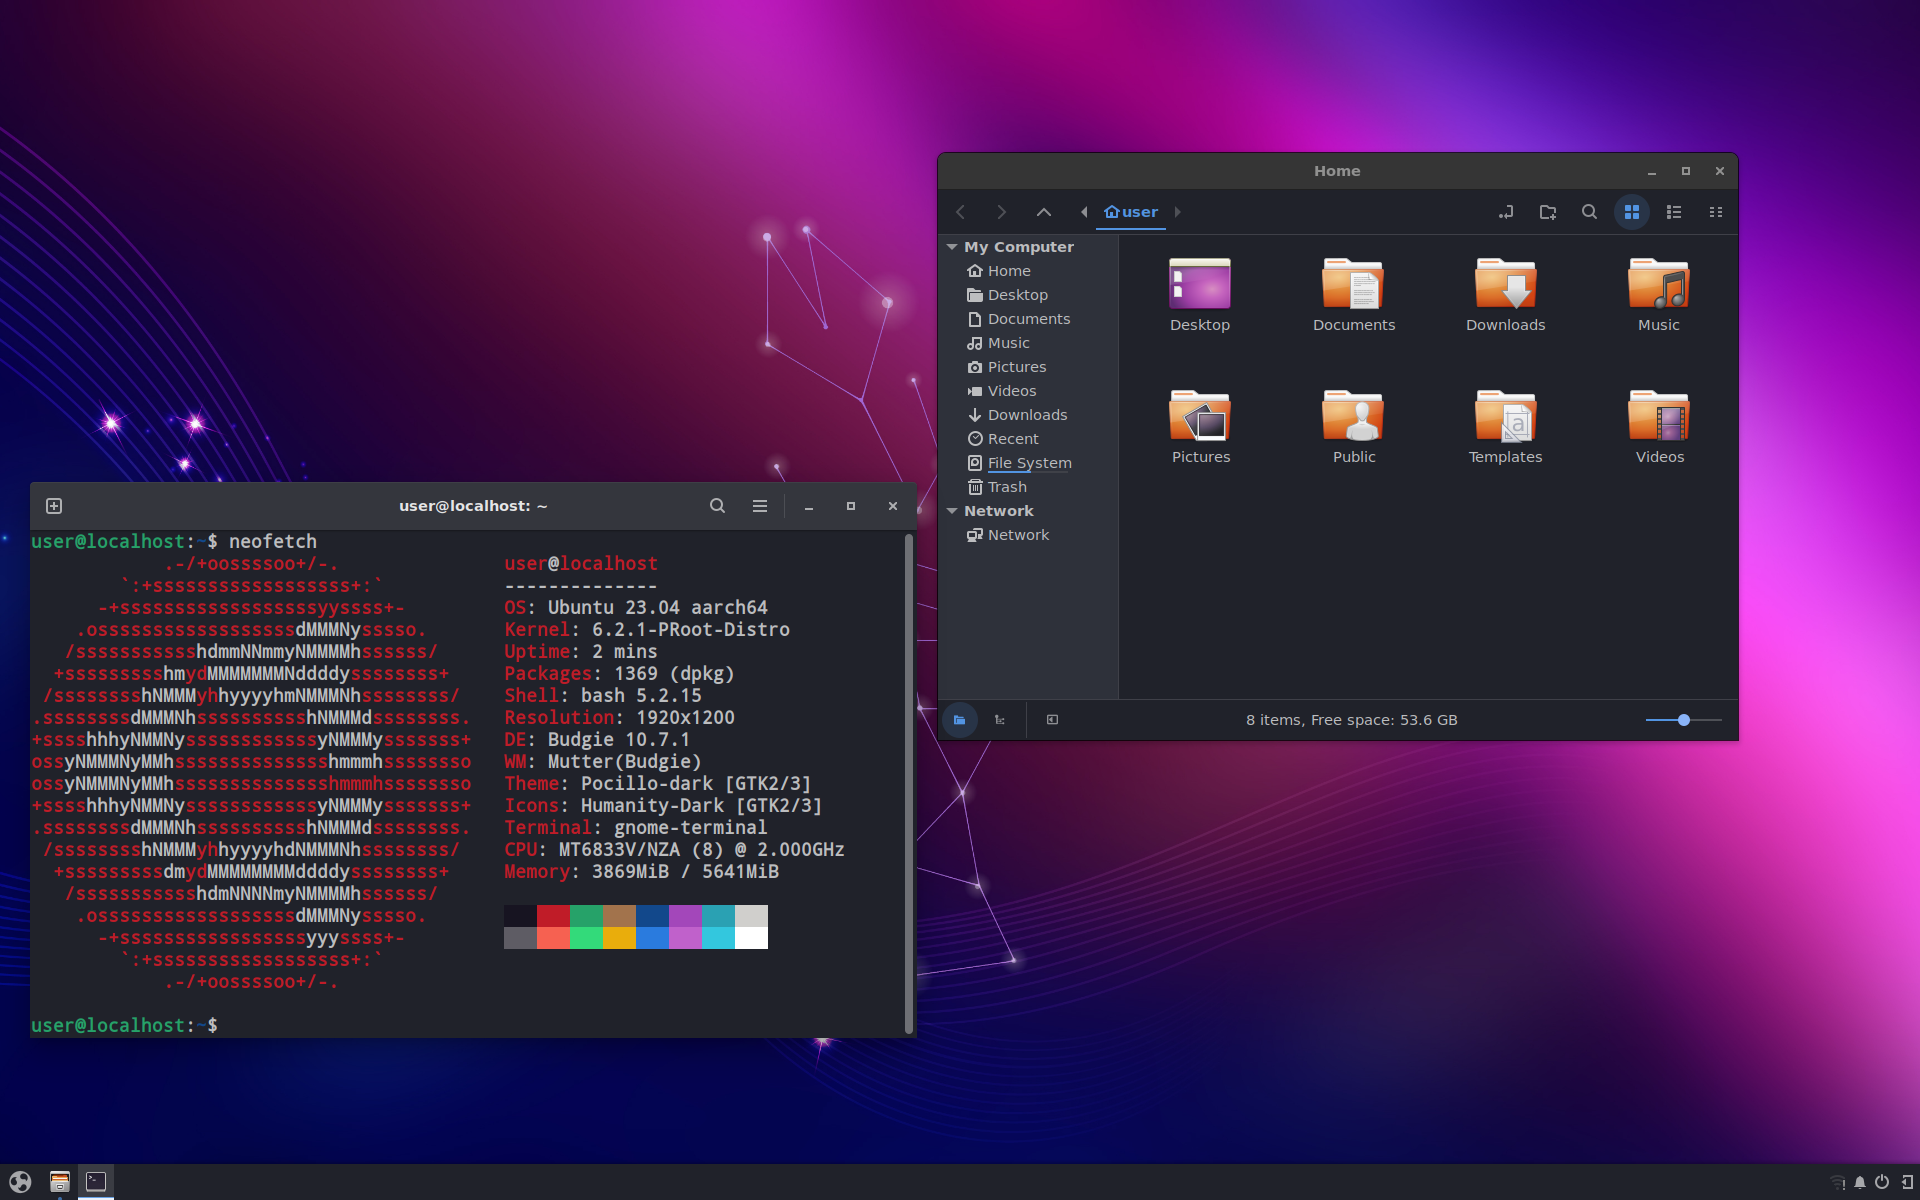 Home
user
My Computer
Home
Desktop
Documents
Music
Pictures
Videos
Downloads
Recent
File System
Trash
Network
Network
Desktop
Documents
Downloads
Music
Pictures
Public
Templates
Videos
8 items, Free space: 53.6 GB
user@localhost: ~
user@localhost:~$ neofetch
.-/+oossssoo+/-.
`:+ssssssssssssssssss+:`
-+ssssssssssssssssssyyssss+-
.ossssssssssssssssssdMMMNysssso.
/ssssssssssshdmmNNmmyNMMMMhssssss/
+ssssssssshmydMMMMMMMNddddyssssssss+
/sssssssshNMMMyhhyyyyhmNMMMNhssssssss/
.ssssssssdMMMNhsssssssssshNMMMdssssssss.
+sssshhhyNMMNyssssssssssssyNMMMysssssss+
ossyNMMMNyMMhsssssssssssssshmmmhssssssso
ossyNMMMNyMMhsssssssssssssshmmmhssssssso
+sssshhhyNMMNyssssssssssssyNMMMysssssss+
.ssssssssdMMMNhsssssssssshNMMMdssssssss.
/sssssssshNMMMyhhyyyyhdNMMMNhssssssss/
+sssssssssdmydMMMMMMMMddddyssssssss+
/ssssssssssshdmNNNNmyNMMMMhssssss/
.ossssssssssssssssssdMMMNysssso.
-+sssssssssssssssssyyyssss+-
`:+ssssssssssssssssss+:`
.-/+oossssoo+/-.
user@localhost
--------------
OS: Ubuntu 23.04 aarch64
Kernel: 6.2.1-PRoot-Distro
Uptime: 2 mins
Packages: 1369 (dpkg)
Shell: bash 5.2.15
Resolution: 1920x1200
DE: Budgie 10.7.1
WM: Mutter(Budgie)
Theme: Pocillo-dark [GTK2/3]
Icons: Humanity-Dark [GTK2/3]
Terminal: gnome-terminal
CPU: MT6833V/NZA (8) @ 2.000GHz
Memory: 3869MiB / 5641MiB
user@localhost:~$